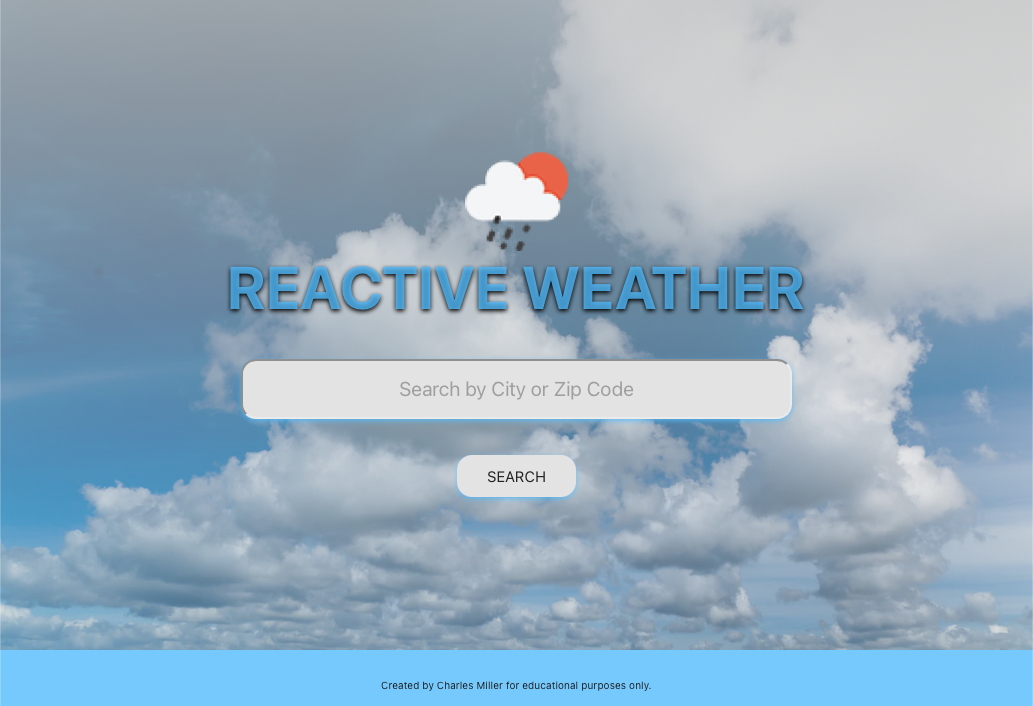 REACTIVE WEATHER
Search by City or Zip Code
SEARCH
Created by Charles Miller for educational purposes only.